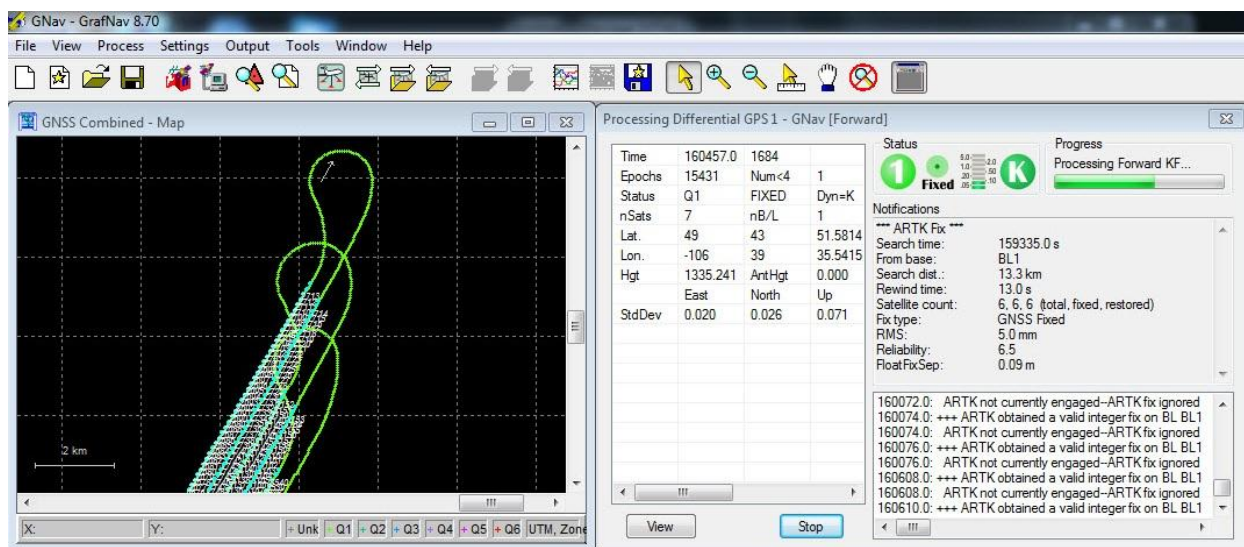 GNav - GrafNav 8.70
File View Process Settings Output Tools Window Help
GNSS Combined - Map
2 km
X: Y: Unk Q1 Q2 Q3 Q4 Q5 Q6 UTM, Zone
Processing Differential GPS 1 - GNav [Forward]
Time 160457.0 1684
Epochs 15431 Num<4 1
Status Q1 FIXED Dyn=K
nSats 7 nB/L 1
Lat. 49 43 51.5814
Lon. -106 39 35.5415
Hgt 1335.241 AntHgt 0.000
East North Up
StdDev 0.020 0.026 0.071
View Stop
Status
1 Fixed K
Progress
Processing Forward KF...
Notifications
*** ARTK Fix ***
Search time: 159335.0 s
From base: BL1
Search dist.: 13.3 km
Rewind time: 13.0 s
Satellite count: 6, 6, 6 (total, fixed, restored)
Fix type: GNSS Fixed
RMS: 5.0 mm
Reliability: 6.5
FloatFixSep: 0.09 m
160072.0: ARTK not currently engaged--ARTK fix ignored
160074.0: +++ ARTK obtained a valid integer fix on BL BL1
160074.0: ARTK not currently engaged--ARTK fix ignored
160076.0: +++ ARTK obtained a valid integer fix on BL BL1
160076.0: ARTK not currently engaged--ARTK fix ignored
160608.0: +++ ARTK obtained a valid integer fix on BL BL1
160608.0: ARTK not currently engaged--ARTK fix ignored
160610.0: +++ ARTK obtained a valid integer fix on BL BL1